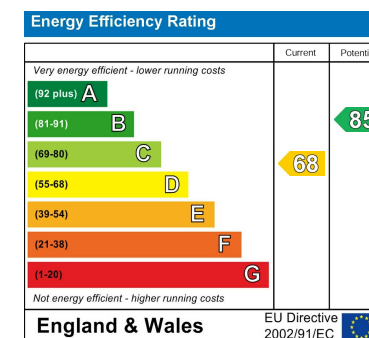 Energy Efficiency Rating
Current Potenti
Very energy efficient - lower running costs
(92 plus) A
(81-91) B
85
(69-80) C
68
(55-68) D
(39-54) E
(21-38) F
(1-20) G
Not energy efficient - higher running costs
England & Wales
EU Directive
2002/91/EC